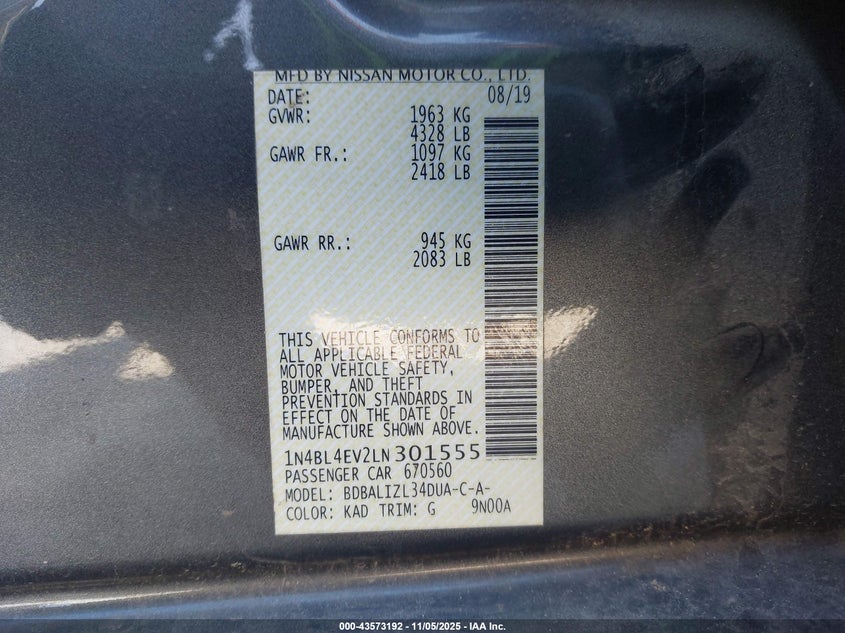 MFD BY NISSAN MOTOR CO., LTD.
DATE: 08/19
GVWR: 1963 KG
4328 LB
GAWR FR.: 1097 KG
2418 LB
GAWR RR.: 945 KG
2083 LB
THIS VEHICLE CONFORMS TO
ALL APPLICABLE FEDERAL
MOTOR VEHICLE SAFETY,
BUMPER, AND THEFT
PREVENTION STANDARDS IN
EFFECT ON THE DATE OF
MANUFACTURE SHOWN ABOVE.
1N4BL4EV2LN301555
PASSENGER CAR 670560
MODEL: BDBALIZL34DUA-C-A-
COLOR: KAD TRIM: G 9N00A
000-43573192 - 11/05/2025 - IAA Inc.